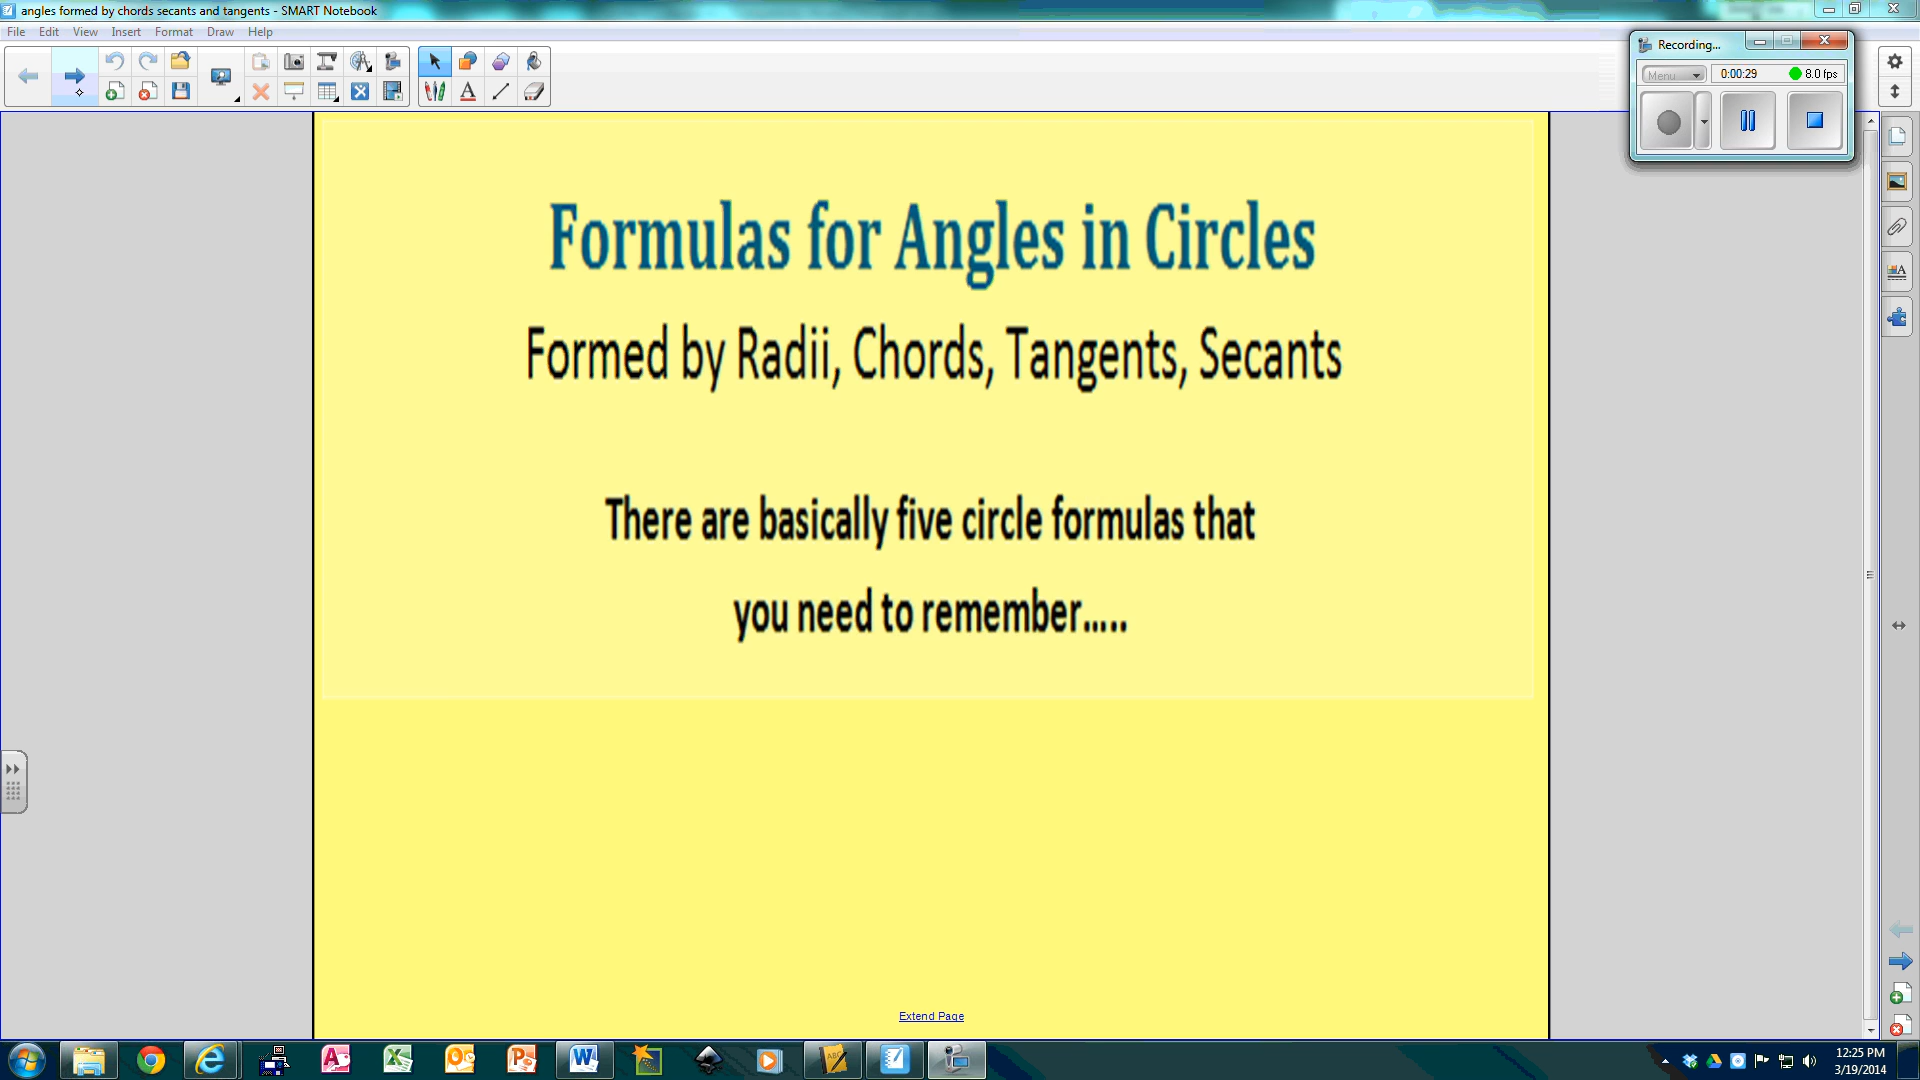 angles formed by chords secants and tangents - SMART Notebook
File Edit View Insert Format Draw Help
Recording...
Menu 0:00:29 8.0 fps
Formulas for Angles in Circles
Formed by Radii, Chords, Tangents, Secants
There are basically five circle formulas that
you need to remember.....
Extend Page
12:25 PM
3/19/2014